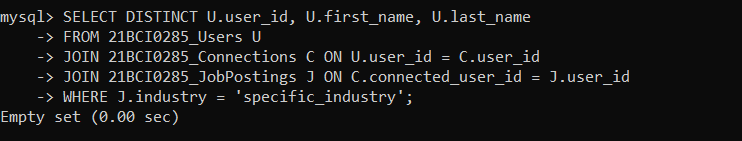 mysql> SELECT DISTINCT U.user_id, U.first_name, U.last_name
    -> FROM 21BCI0285_Users U
    -> JOIN 21BCI0285_Connections C ON U.user_id = C.user_id
    -> JOIN 21BCI0285_JobPostings J ON C.connected_user_id = J.user_id
    -> WHERE J.industry = 'specific_industry';
Empty set (0.00 sec)